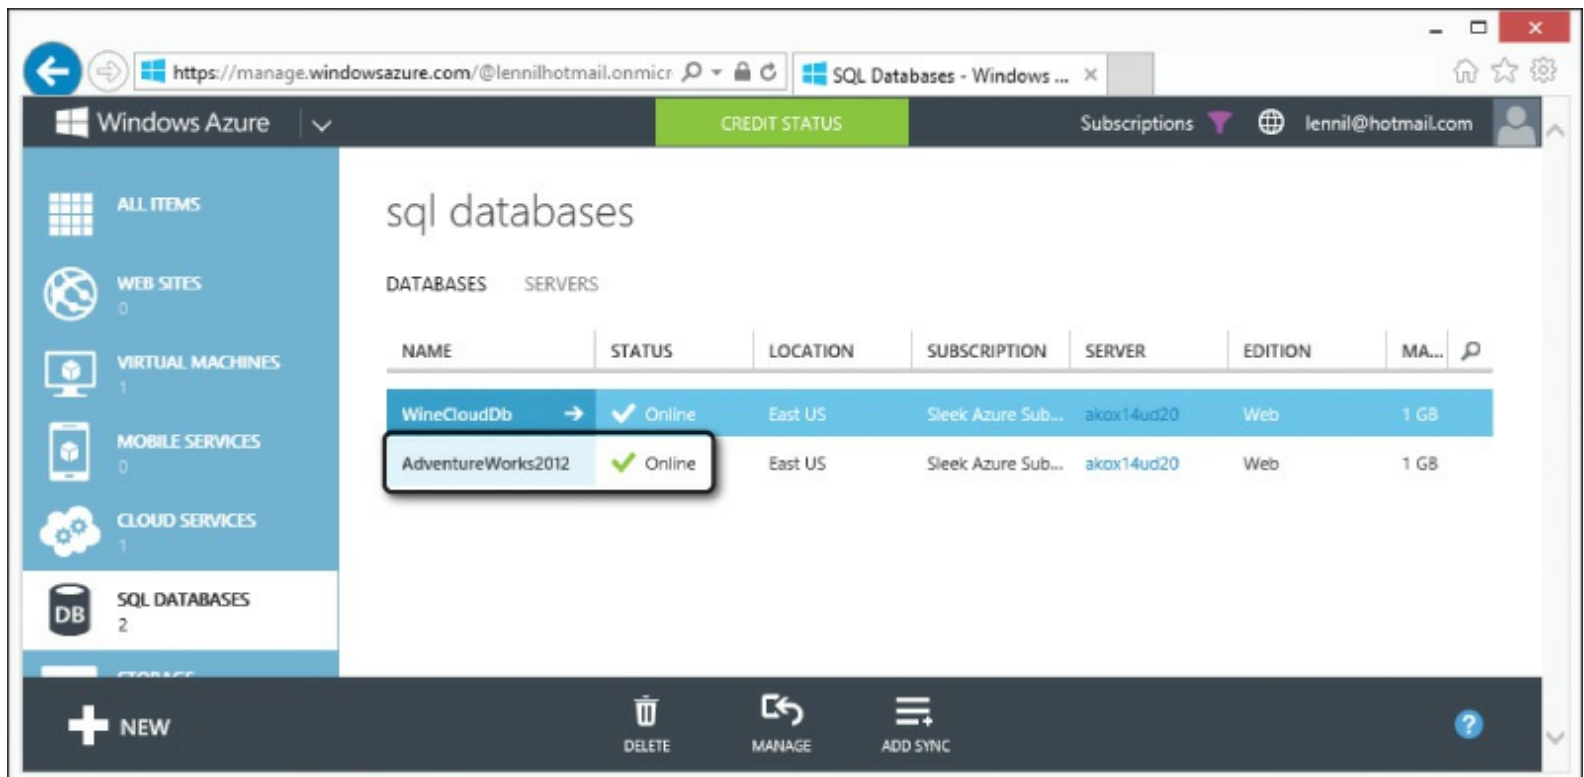 https://manage.windowsazure.com/@lennilhotmail.onmicr
SQL Databases - Windows ...
Windows Azure
CREDIT STATUS
Subscriptions
lennil@hotmail.com
ALL ITEMS
WEB SITES
0
VIRTUAL MACHINES
1
MOBILE SERVICES
0
CLOUD SERVICES
1
DB
SQL DATABASES
2
STORAGE
sql databases
DATABASES SERVERS
NAME STATUS LOCATION SUBSCRIPTION SERVER EDITION MA...
WineCloudDb Online East US Sleek Azure Sub... akox14ud20 Web 1 GB
AdventureWorks2012 Online East US Sleek Azure Sub... akox14ud20 Web 1 GB
NEW
DELETE
MANAGE
ADD SYNC
?